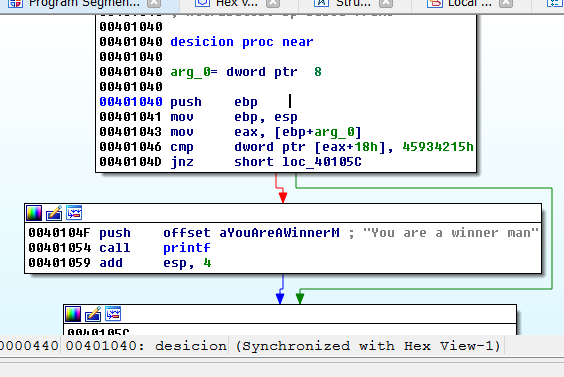 Program Segmen...
Hex V...
Stru...
Local ...
00401040
00401040 desicion proc near
00401040
00401040 arg_0= dword ptr  8
00401040
00401040 push    ebp
00401041 mov     ebp, esp
00401043 mov     eax, [ebp+arg_0]
00401046 cmp     dword ptr [eax+18h], 45934215h
0040104D jnz     short loc_40105C
0040104F push    offset aYouAreAWinnerM ; "You are a winner man"
00401054 call    printf
00401059 add     esp, 4
0040105C
0000440 00401040: desicion (Synchronized with Hex View-1)